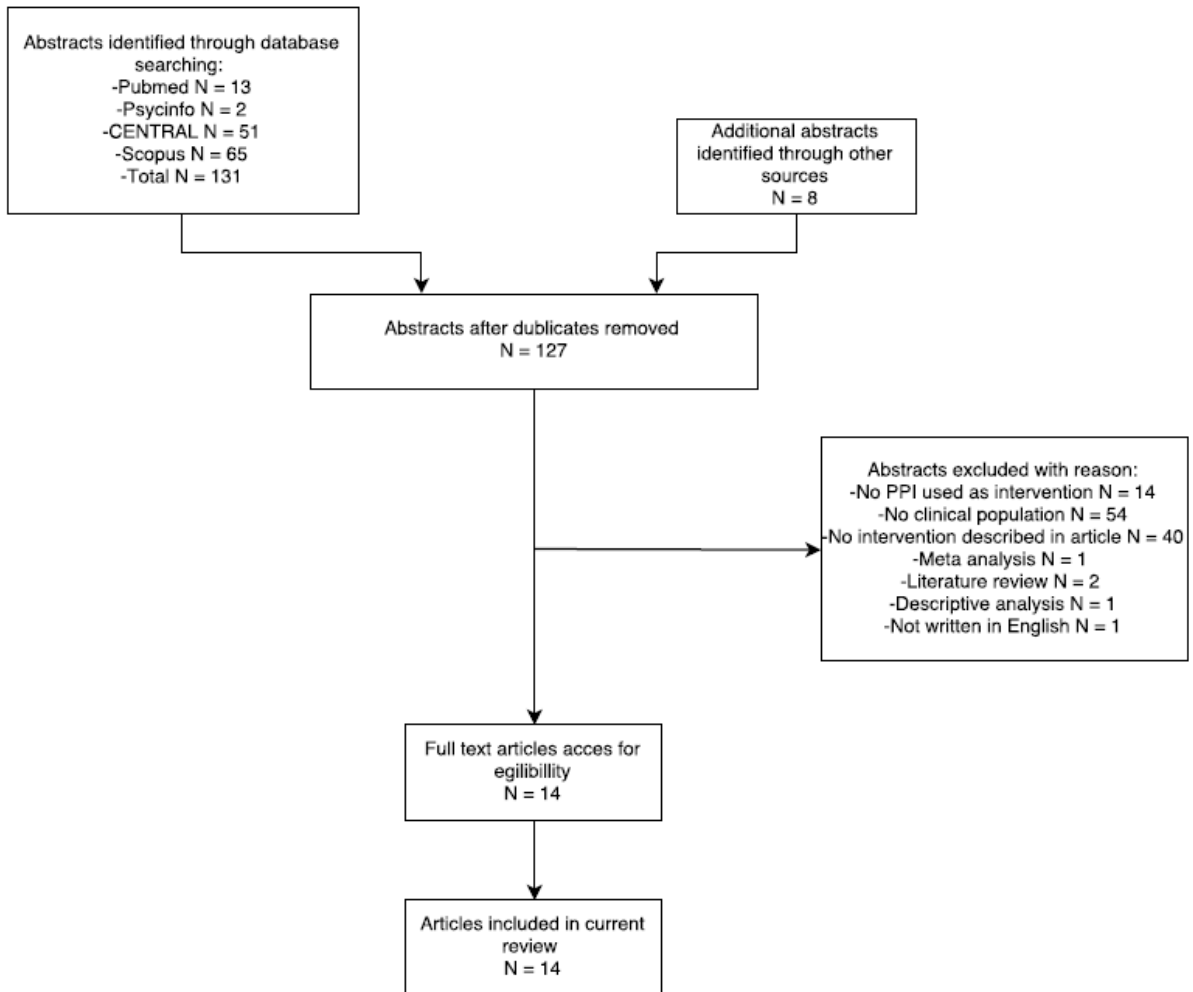 Abstracts identified through database
searching:
-Pubmed N = 13
-Psycinfo N = 2
-CENTRAL N = 51
-Scopus N = 65
-Total N = 131
Additional abstracts
identified through other
sources
N = 8
Abstracts after dublicates removed
N = 127
Abstracts excluded with reason:
-No PPI used as intervention N = 14
-No clinical population N = 54
-No intervention described in article N = 40
-Meta analysis N = 1
-Literature review N = 2
-Descriptive analysis N = 1
-Not written in English N = 1
Full text articles acces for
egilibillity
N = 14
Articles included in current
review
N = 14